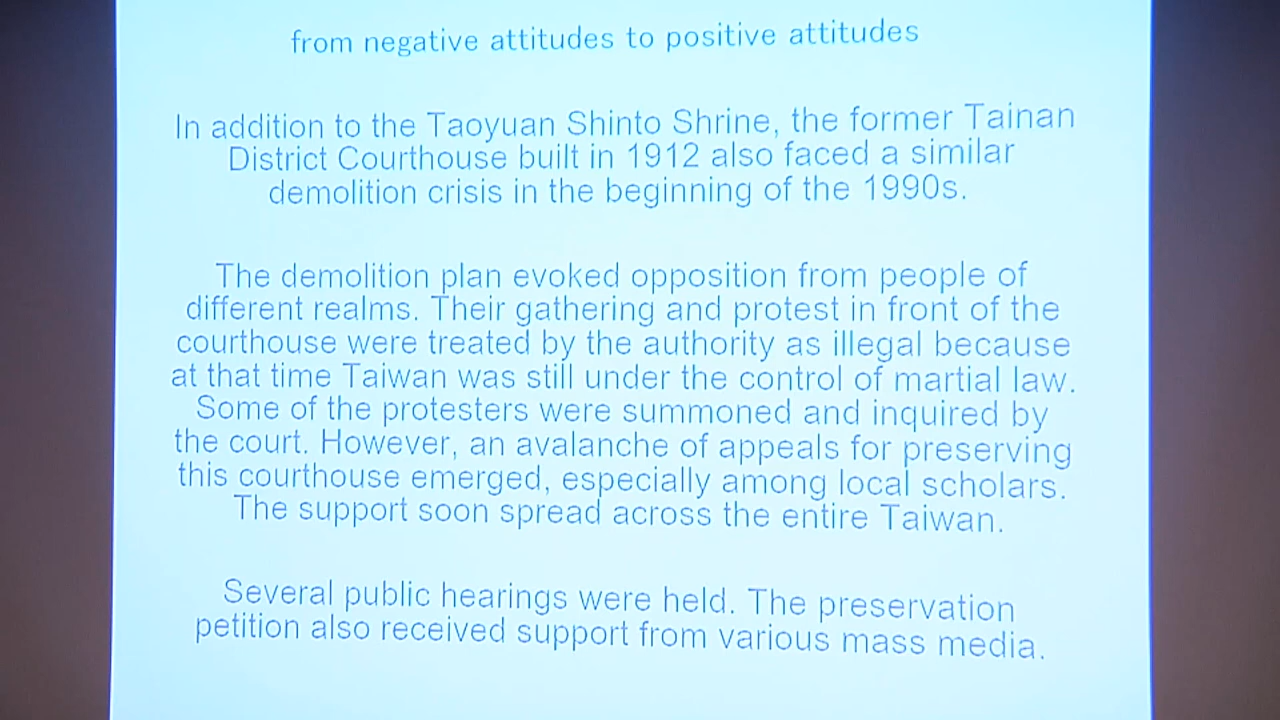 from negative attitudes to positive attitudes
In addition to the Taoyuan Shinto Shrine, the former Tainan
District Courthouse built in 1912 also faced a similar
demolition crisis in the beginning of the 1990s.
The demolition plan evoked opposition from people of
different realms. Their gathering and protest in front of the
courthouse were treated by the authority as illegal because
at that time Taiwan was still under the control of martial law.
Some of the protesters were summoned and inquired by
the court. However, an avalanche of appeals for preserving
this courthouse emerged, especially among local scholars.
The support soon spread across the entire Taiwan.
Several public hearings were held. The preservation
petition also received support from various mass media.